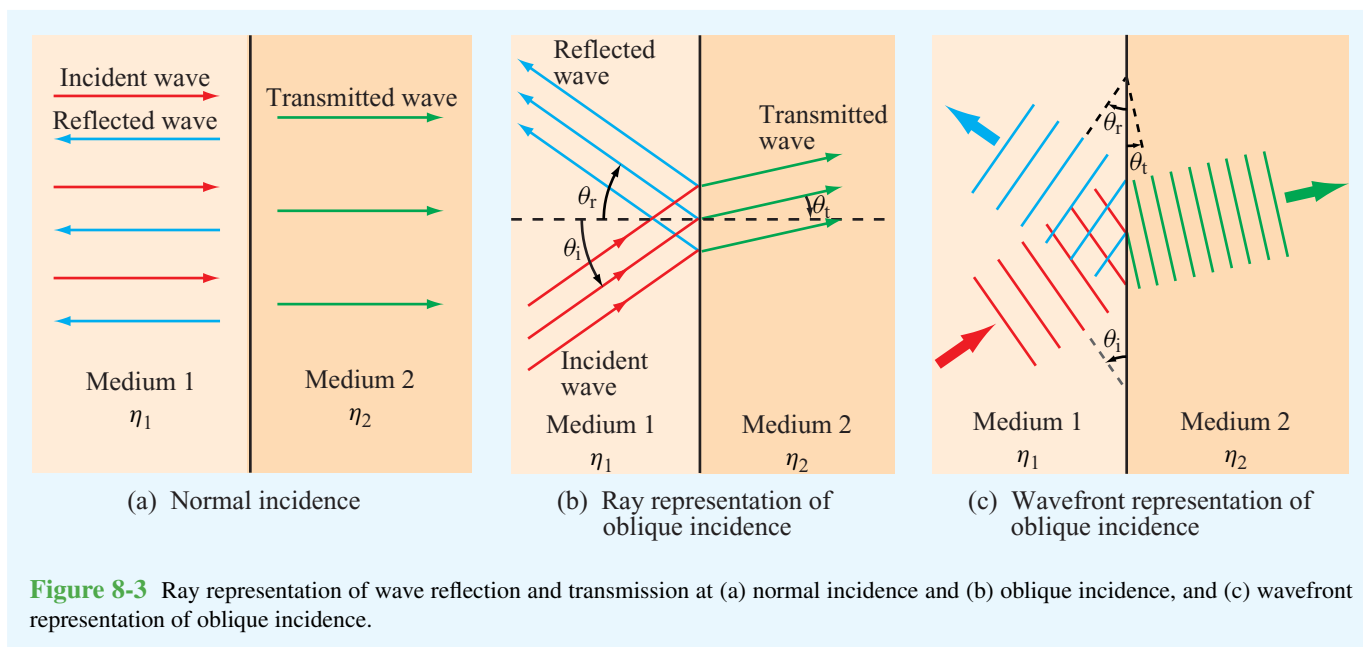 Incident wave
Reflected wave
Transmitted wave
Medium 1
η1
Medium 2
η2
(a) Normal incidence
Reflected
wave
Transmitted
wave
θr
θt
θi
Incident
wave
Medium 1
η1
Medium 2
η2
(b) Ray representation of
oblique incidence
θr
θt
θi
Medium 1
η1
Medium 2
η2
(c) Wavefront representation of
oblique incidence
Figure 8-3 Ray representation of wave reflection and transmission at (a) normal incidence and (b) oblique incidence, and (c) wavefront
representation of oblique incidence.